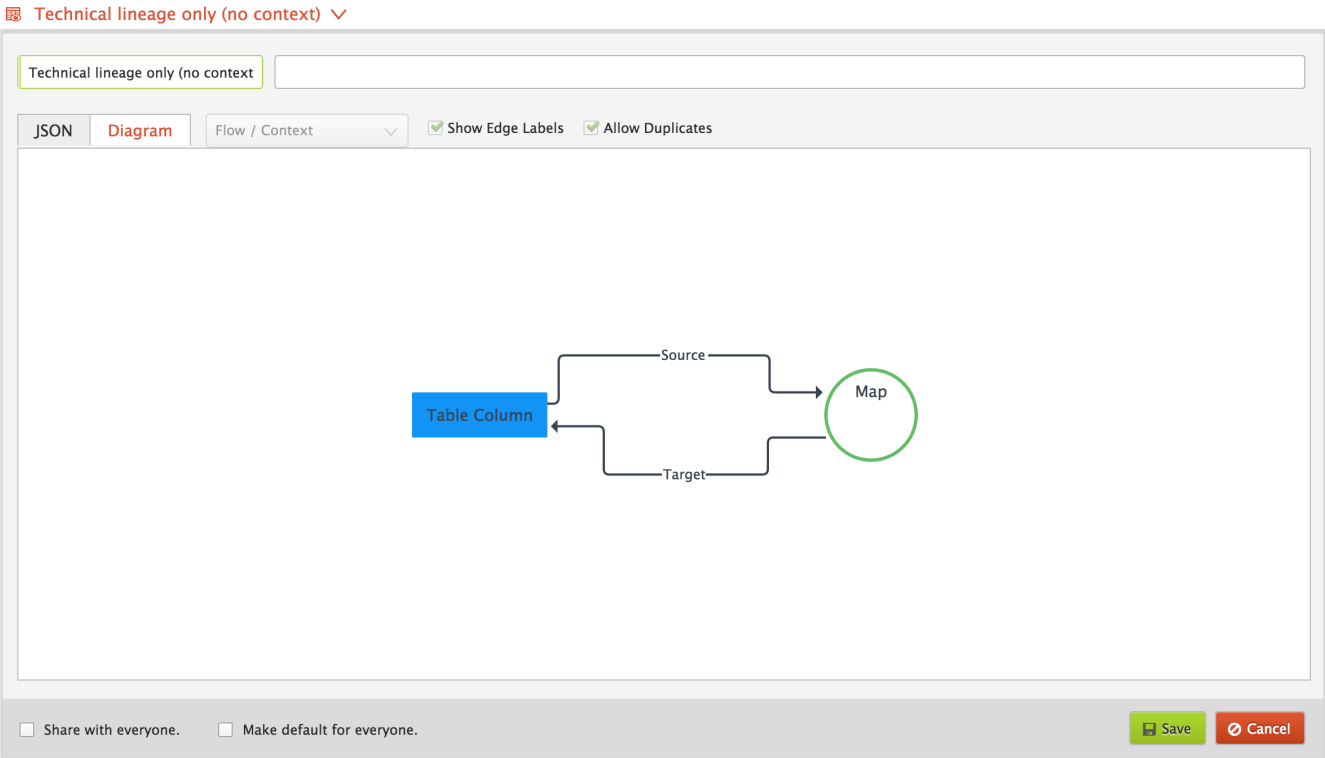 Technical lineage only (no context)
Technical lineage only (no context
JSON Diagram Flow / Context Show Edge Labels Allow Duplicates
Source
Map
Table Column
Target
Share with everyone. Make default for everyone. Save Cancel